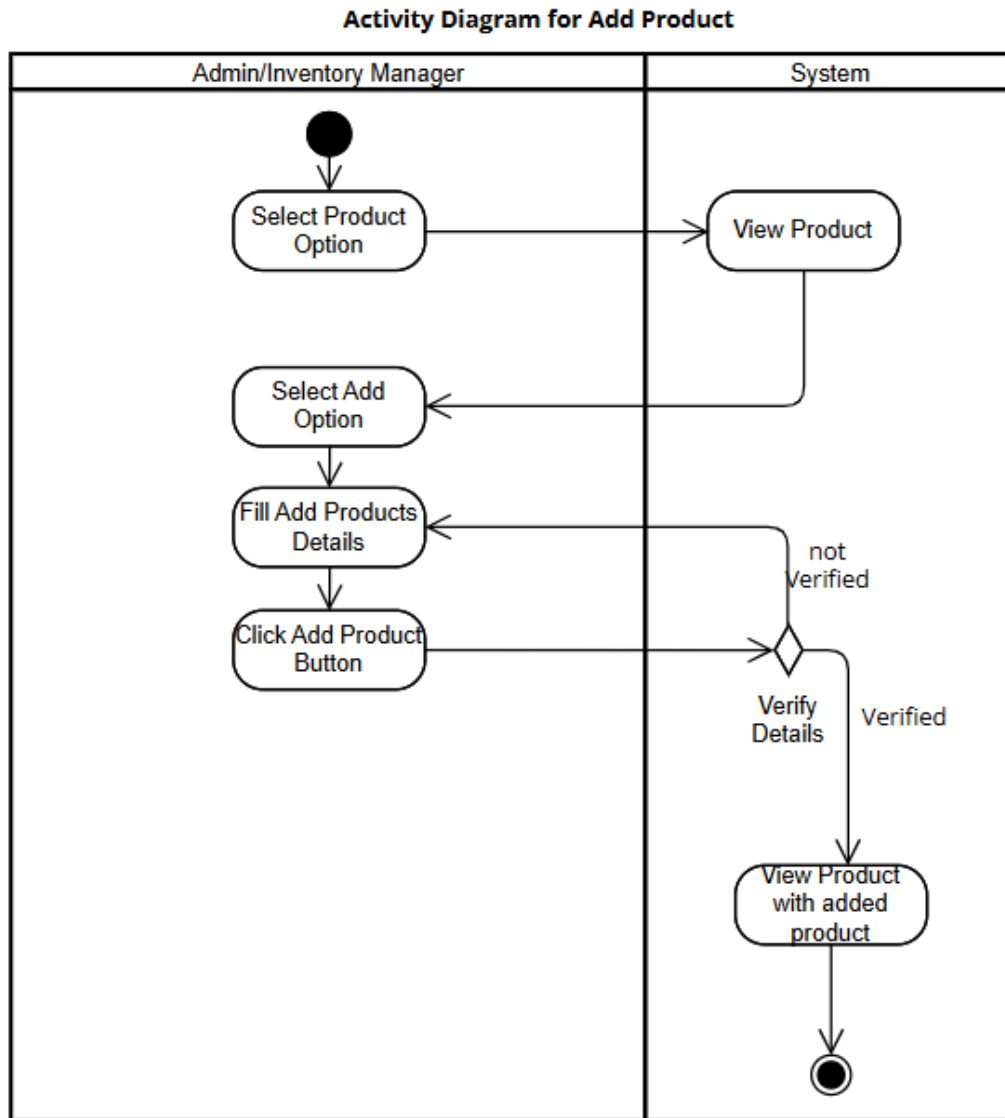 Activity Diagram for Add Product
Admin/Inventory Manager
System
Select Product
Option
View Product
Select Add
Option
Fill Add Products
Details
not
Verified
Click Add Product
Button
Verify
Details
Verified
View Product
with added
product